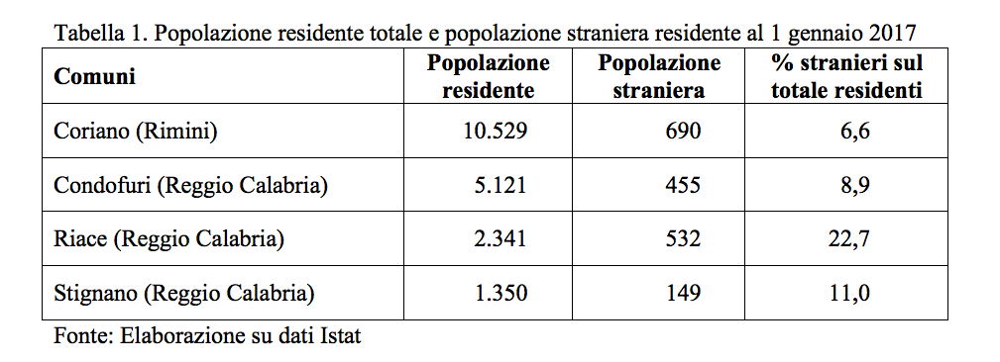 Tabella 1. Popolazione residente totale e popolazione straniera residente al 1 gennaio 2017
Comuni Popolazione residente Popolazione straniera % stranieri sul totale residenti
Coriano (Rimini) 10.529 690 6,6
Condofuri (Reggio Calabria) 5.121 455 8,9
Riace (Reggio Calabria) 2.341 532 22,7
Stignano (Reggio Calabria) 1.350 149 11,0
Fonte: Elaborazione su dati Istat